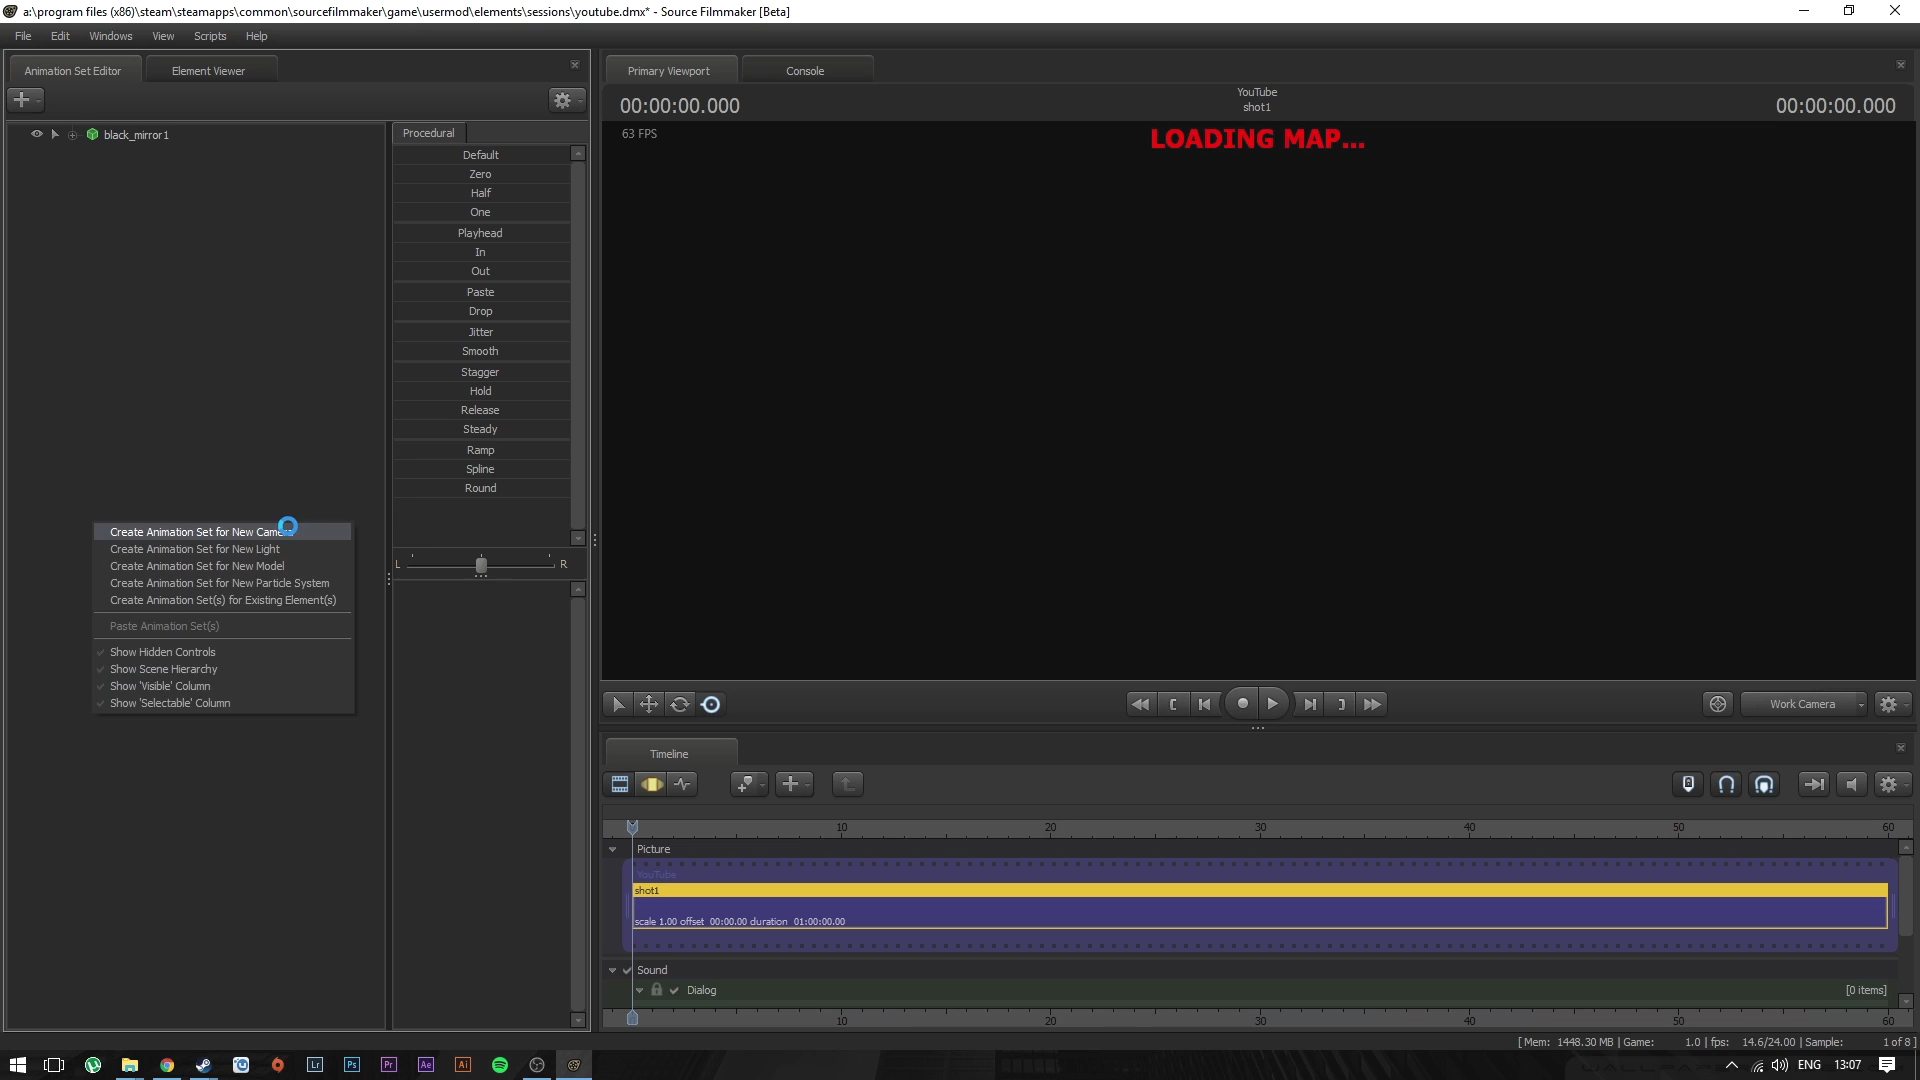 a:\program files (x86)\steam\steamapps\common\sourcefilmmaker\game\usermod\elements\sessions\youtube.dmx* - Source Filmmaker [Beta]
File Edit Windows View Scripts Help
Animation Set Editor Element Viewer
black_mirror1
Procedural
Default
Zero
Half
One
Playhead
In
Out
Paste
Drop
Jitter
Smooth
Stagger
Hold
Release
Steady
Ramp
Spline
Round
L R
Create Animation Set for New Camera
Create Animation Set for New Light
Create Animation Set for New Model
Create Animation Set for New Particle System
Create Animation Set(s) for Existing Element(s)
Paste Animation Set(s)
Show Hidden Controls
Show Scene Hierarchy
Show 'Visible' Column
Show 'Selectable' Column
Primary Viewport Console
00:00:00.000
YouTube
shot1
00:00:00.000
63 FPS
LOADING MAP...
Work Camera
Timeline
10 20 30 40 50 60
Picture
YouTube
shot1
scale 1.00 offset 00:00.00 duration 01:00:00.00
Sound
Dialog [0 items]
10 20 30 40 50 60
[ Mem: 1448.30 MB | Game: 1.0 | fps: 14.6/24.00 | Sample: 1 of 8 ]
Lr Ps Pr Ae Ai
ENG 13:07